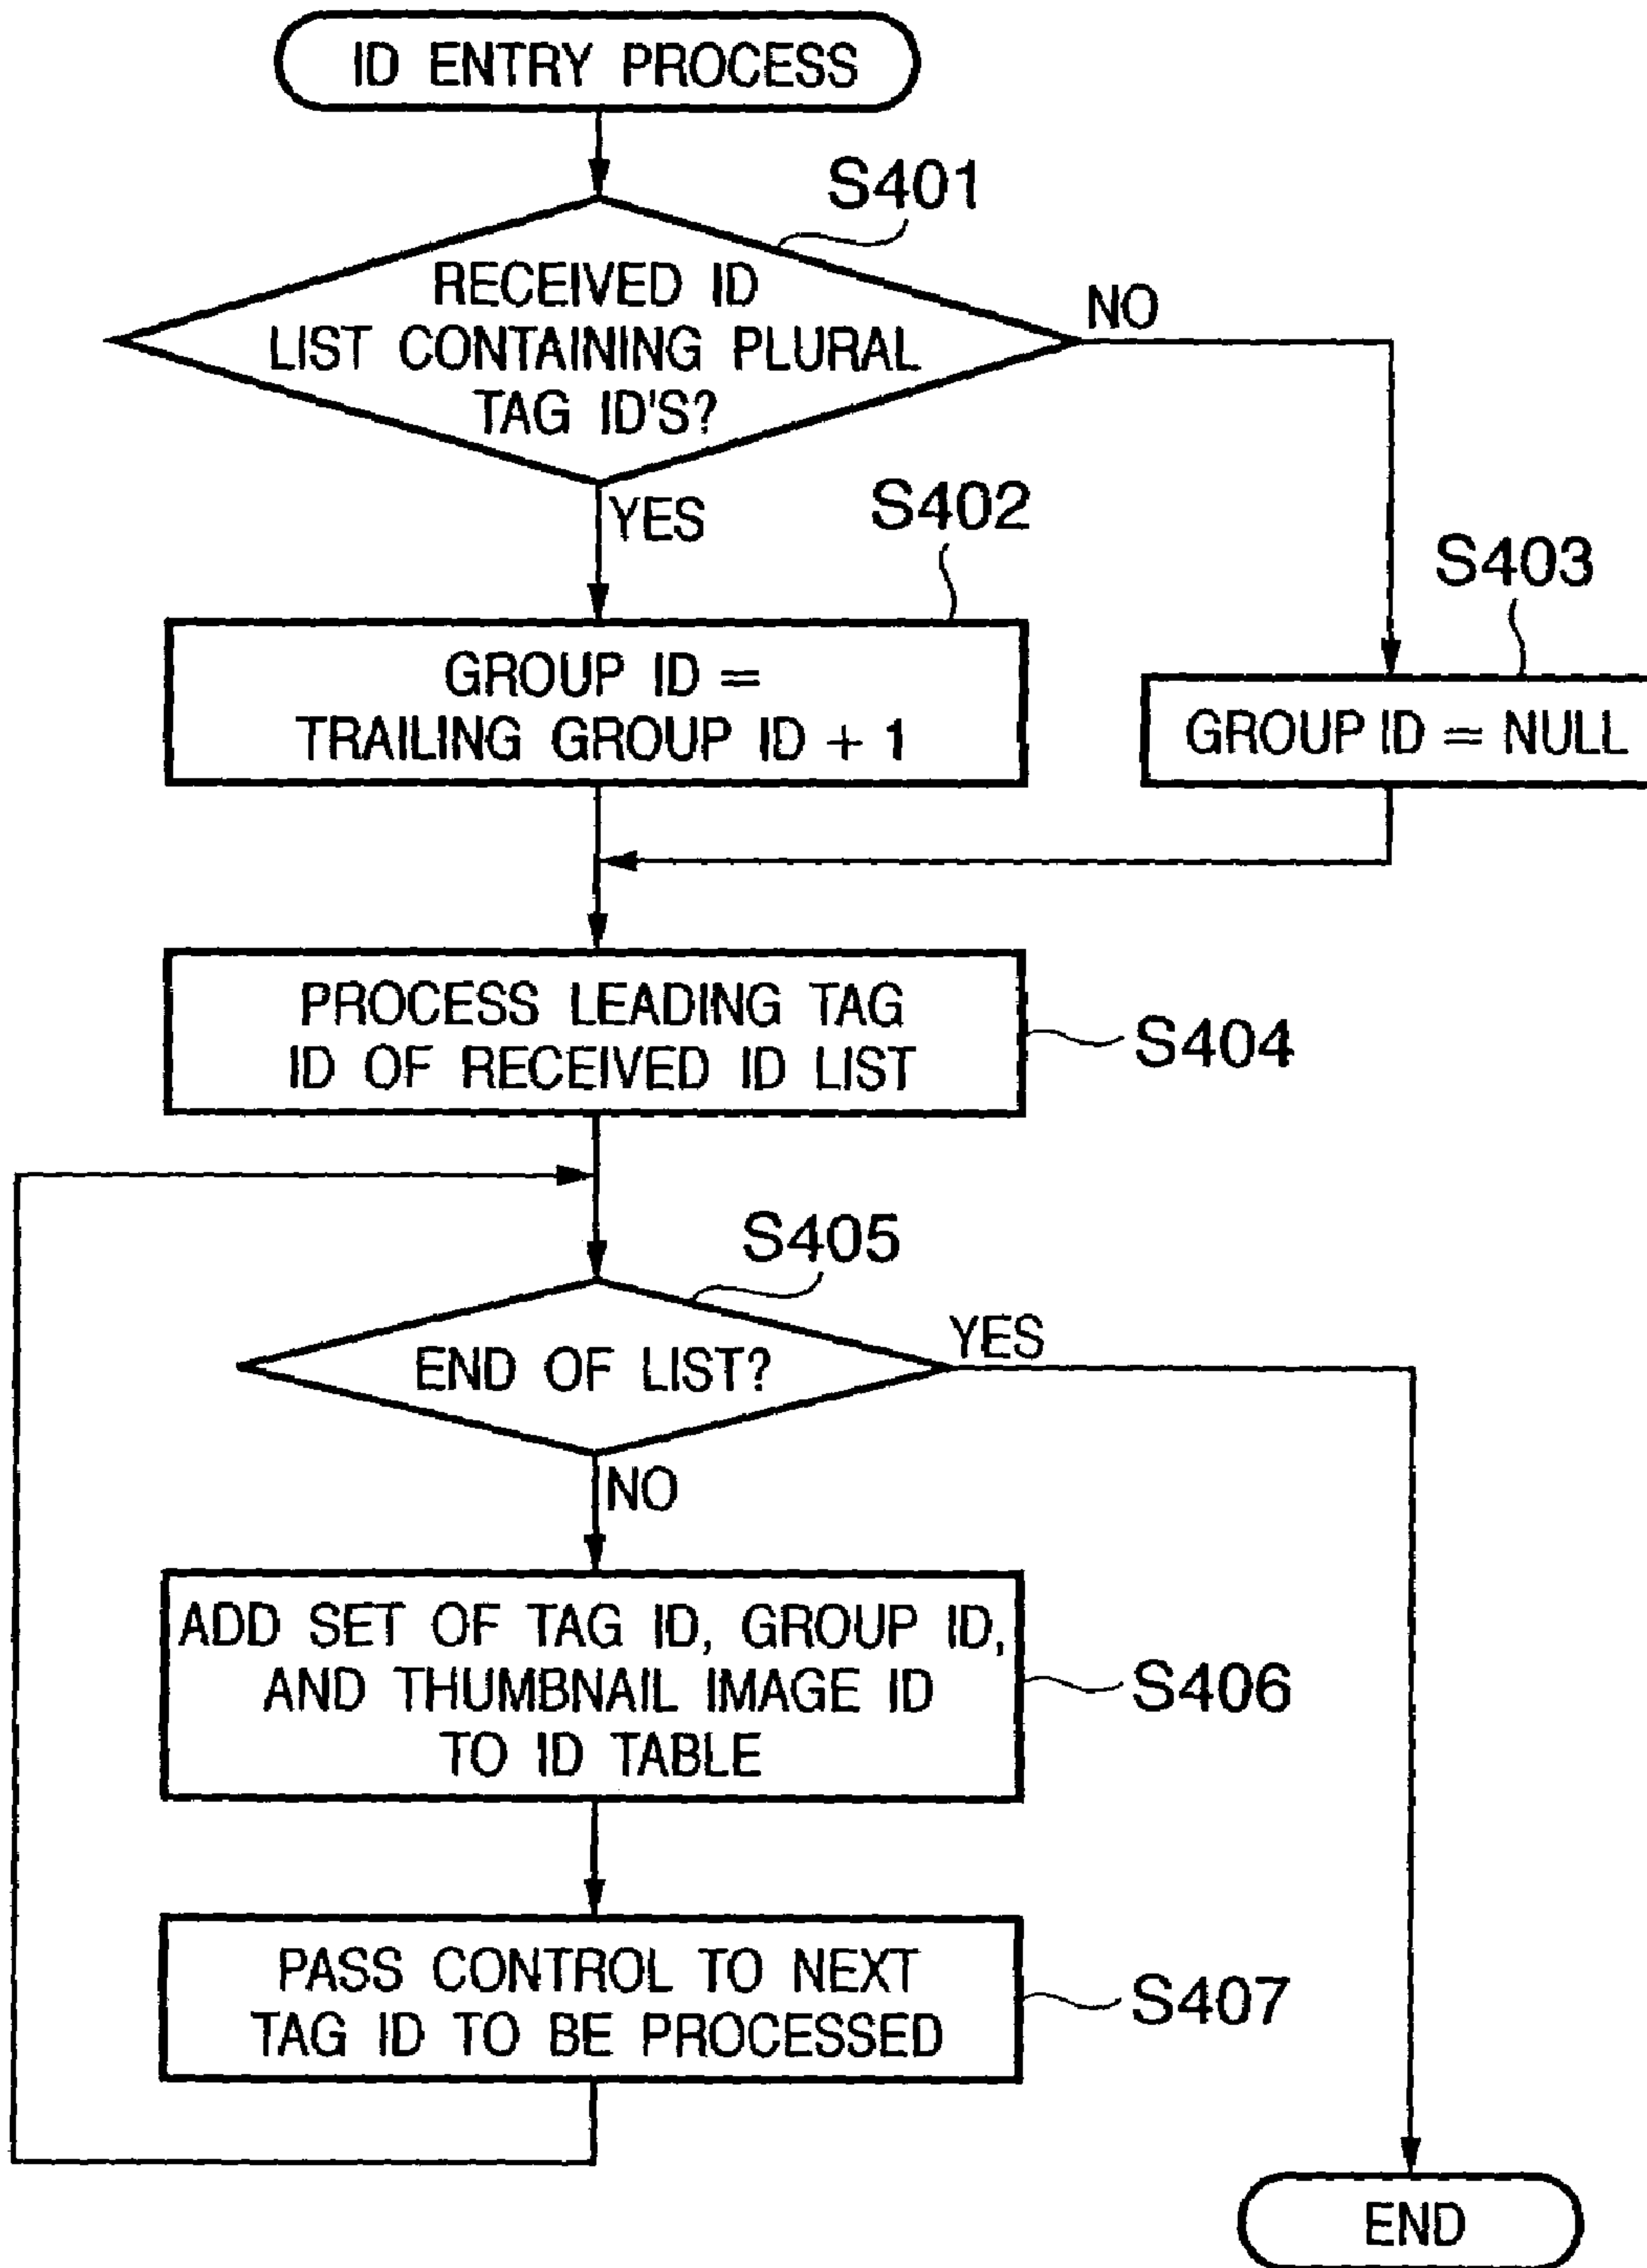 ID ENTRY PROCESS
S401
RECEIVED ID
LIST CONTAINING PLURAL
TAG ID'S?
NO
YES
S402
S403
GROUP ID =
TRAILING GROUP ID + 1
GROUP ID = NULL
PROCESS LEADING TAG
ID OF RECEIVED ID LIST
S404
S405
END OF LIST?
YES
NO
ADD SET OF TAG ID, GROUP ID,
AND THUMBNAIL IMAGE ID
TO ID TABLE
S406
PASS CONTROL TO NEXT
TAG ID TO BE PROCESSED
S407
END